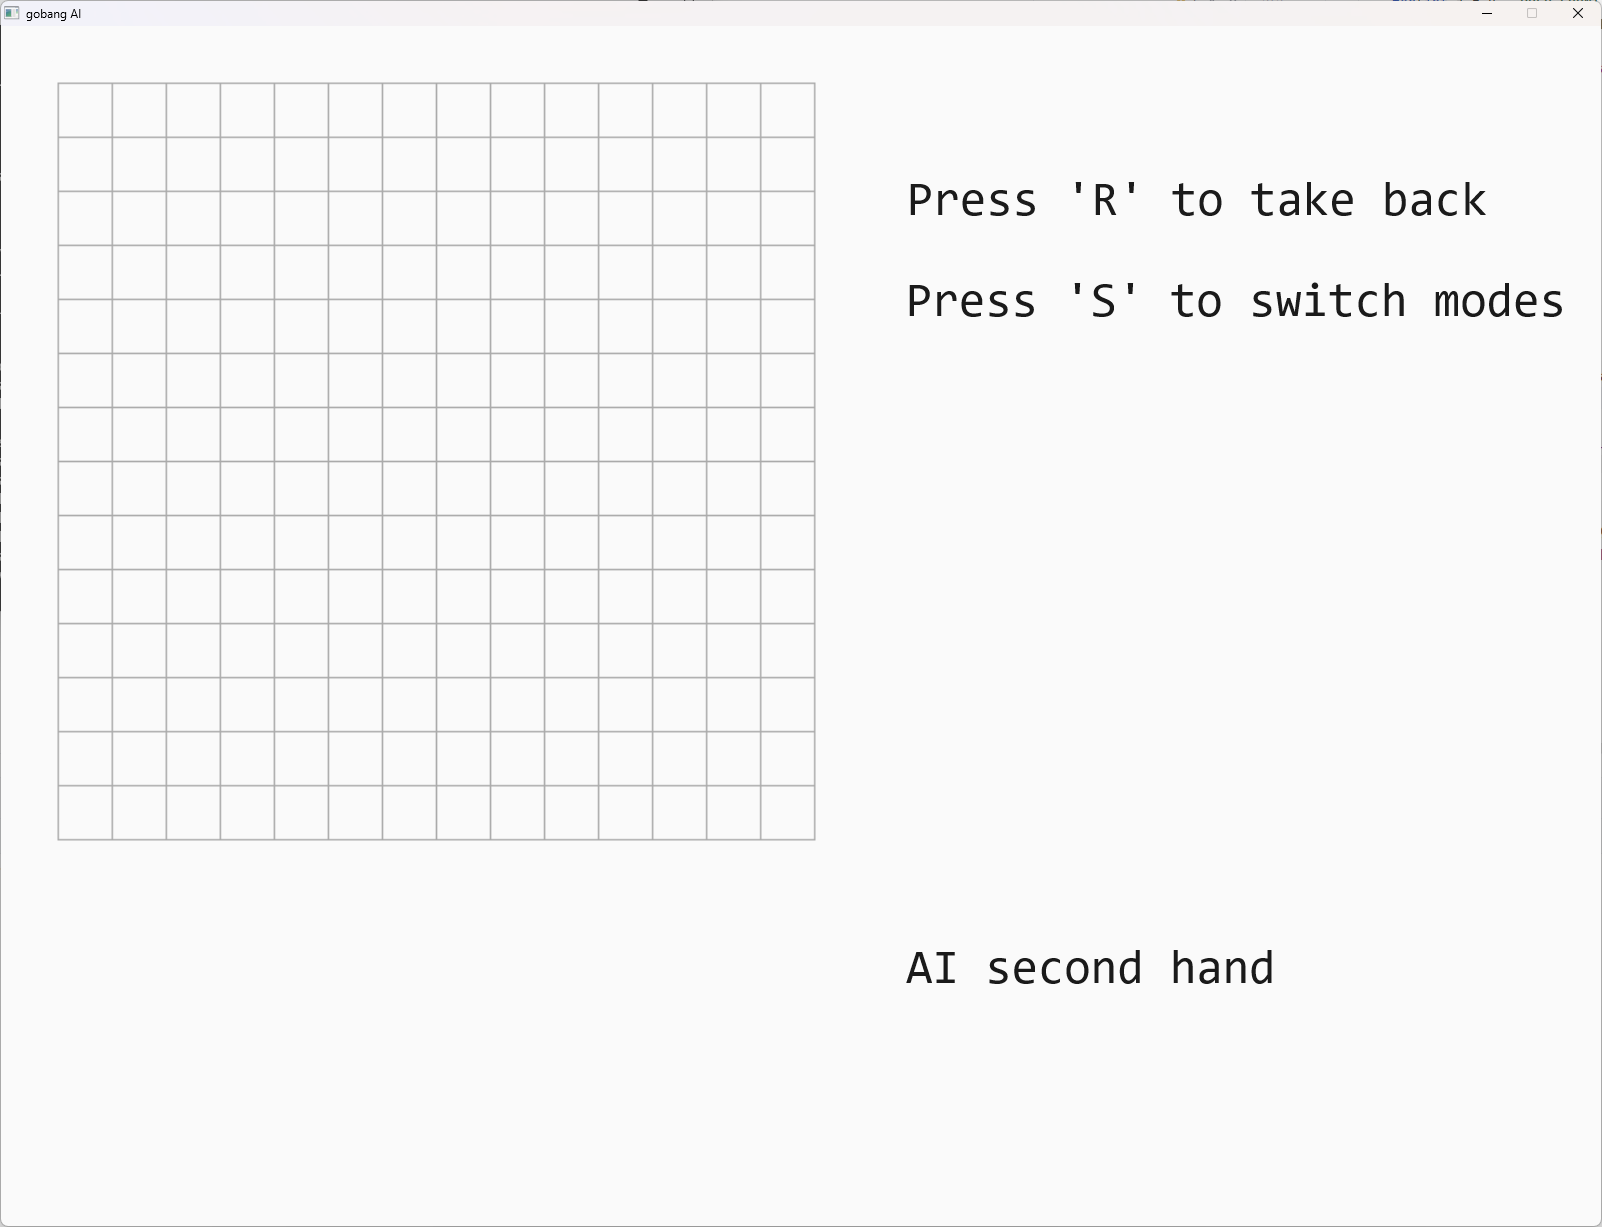 gobang AI
Press 'R' to take back
Press 'S' to switch modes
AI second hand